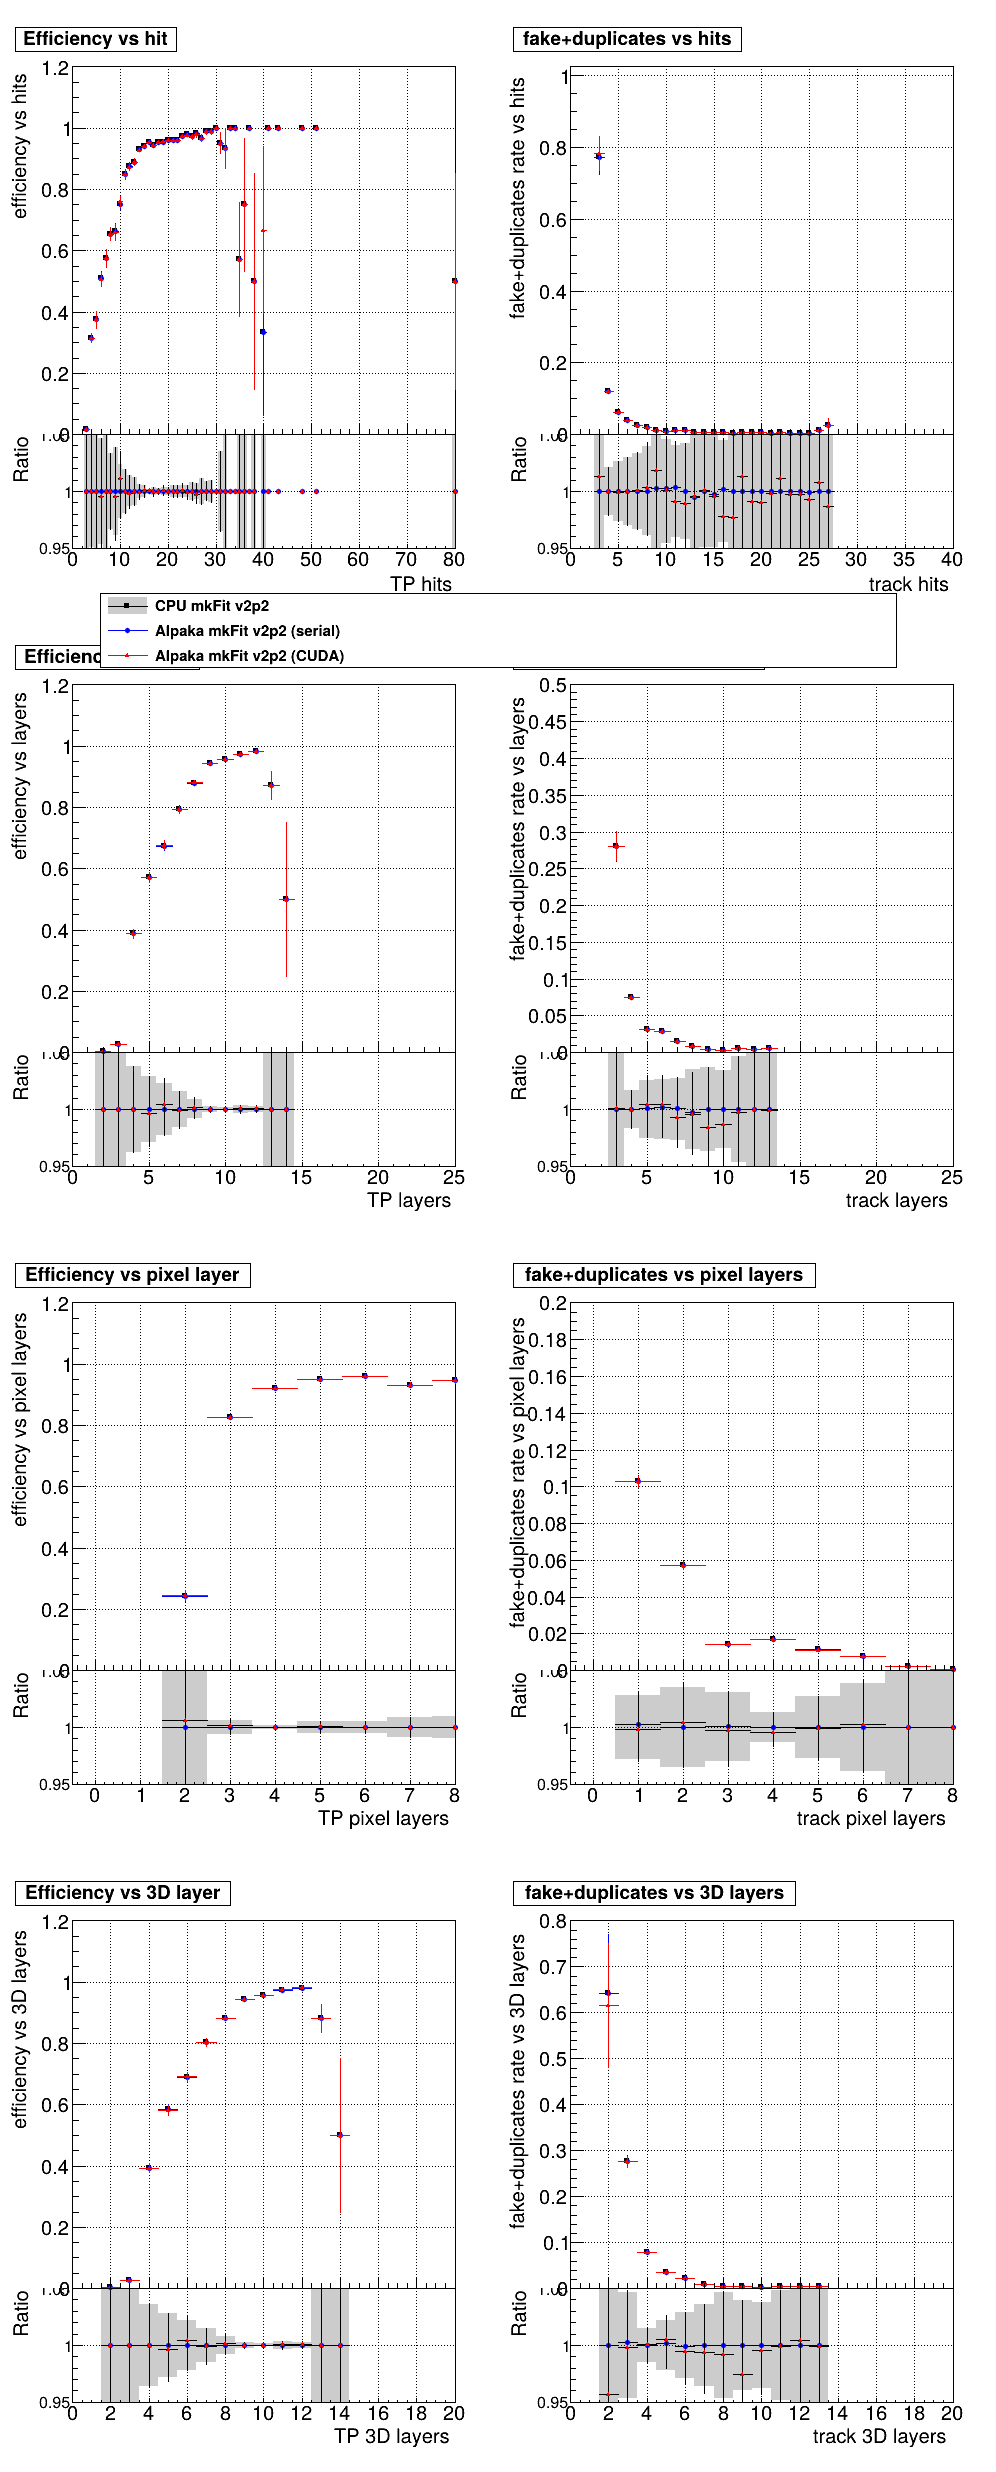 Efficiency vs hit
fake+duplicates vs hits
efficiency vs hits
1.2
1
0.8
0.6
0.4
0.2
0
Ratio
1
0.95
0 10 20 30 40 50 60 70 80
TP hits
fake+duplicates rate vs hits
1
0.8
0.6
0.4
0.2
0
Ratio
1
0.95
0 5 10 15 20 25 30 35 40
track hits
CPU mkFit v2p2
Alpaka mkFit v2p2 (serial)
Alpaka mkFit v2p2 (CUDA)
efficiency vs layers
1.2
1
0.8
0.6
0.4
0.2
0
Ratio
1
0.95
0 5 10 15 20 25
TP layers
fake+duplicates rate vs layers
0.5
0.45
0.4
0.35
0.3
0.25
0.2
0.15
0.1
0.05
0
Ratio
1
0.95
0 5 10 15 20 25
track layers
Efficiency vs pixel layer
fake+duplicates vs pixel layers
efficiency vs pixel layers
1.2
1
0.8
0.6
0.4
0.2
0
Ratio
1
0.95
0 1 2 3 4 5 6 7 8
TP pixel layers
fake+duplicates rate vs pixel layers
0.2
0.18
0.16
0.14
0.12
0.1
0.08
0.06
0.04
0.02
0
Ratio
1
0.95
0 1 2 3 4 5 6 7 8
track pixel layers
Efficiency vs 3D layer
fake+duplicates vs 3D layers
efficiency vs 3D layers
1.2
1
0.8
0.6
0.4
0.2
0
Ratio
1
0.95
0 2 4 6 8 10 12 14 16 18 20
TP 3D layers
fake+duplicates rate vs 3D layers
0.8
0.7
0.6
0.5
0.4
0.3
0.2
0.1
0
Ratio
1
0.95
0 2 4 6 8 10 12 14 16 18 20
track 3D layers